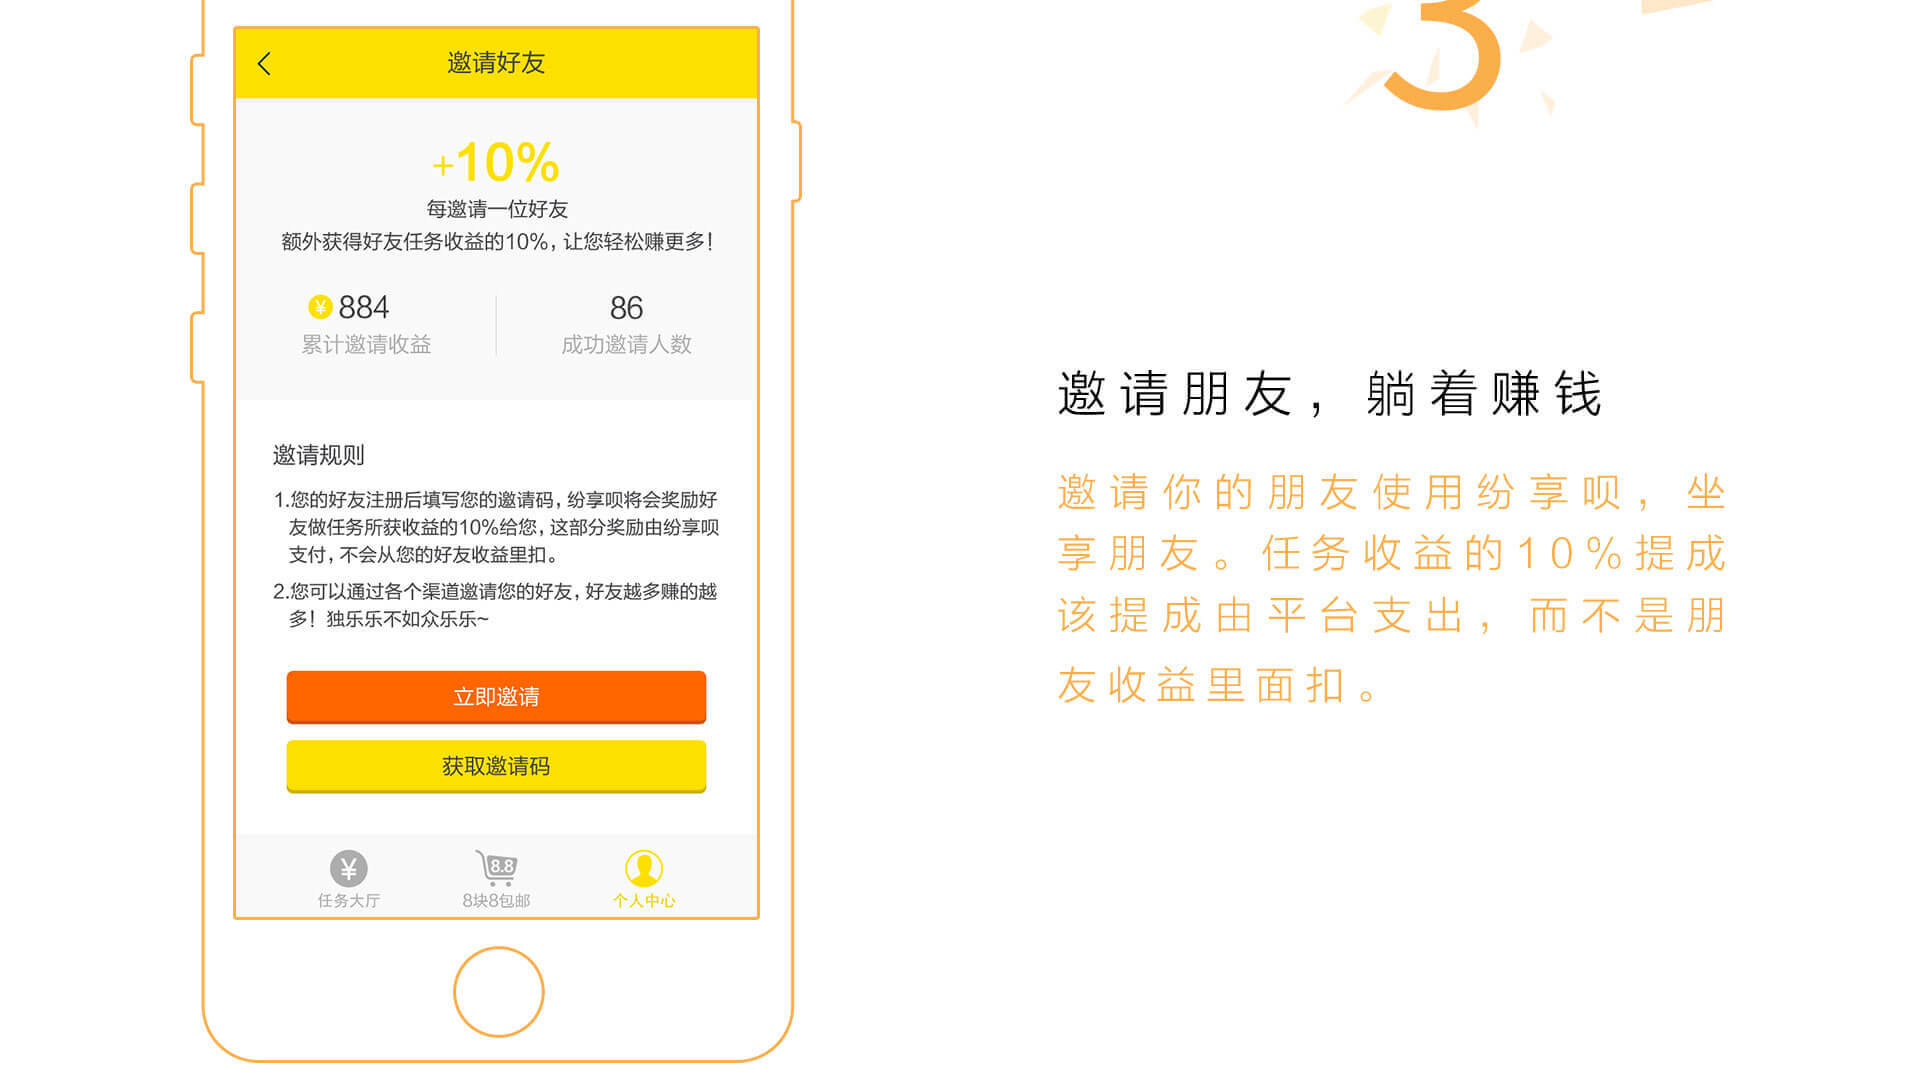 邀请好友
+10%
每邀请一位好友
额外获得好友任务收益的10%，让您轻松赚更多！
¥ 884
86
累计邀请收益
成功邀请人数
邀请规则
1.您的好友注册后填写您的邀请码，纷享呗将会奖励好
友做任务所获收益的10%给您，这部分奖励由纷享呗
支付，不会从您的好友收益里扣。
2.您可以通过各个渠道邀请您的好友，好友越多赚的越
多！独乐乐不如众乐乐~
立即邀请
获取邀请码
¥
8.8
任务大厅
8块8包邮
个人中心
3
邀请朋友，躺着赚钱
邀请你的朋友使用纷享呗，坐
享朋友。任务收益的10%提成
该提成由平台支出，而不是朋
友收益里面扣。